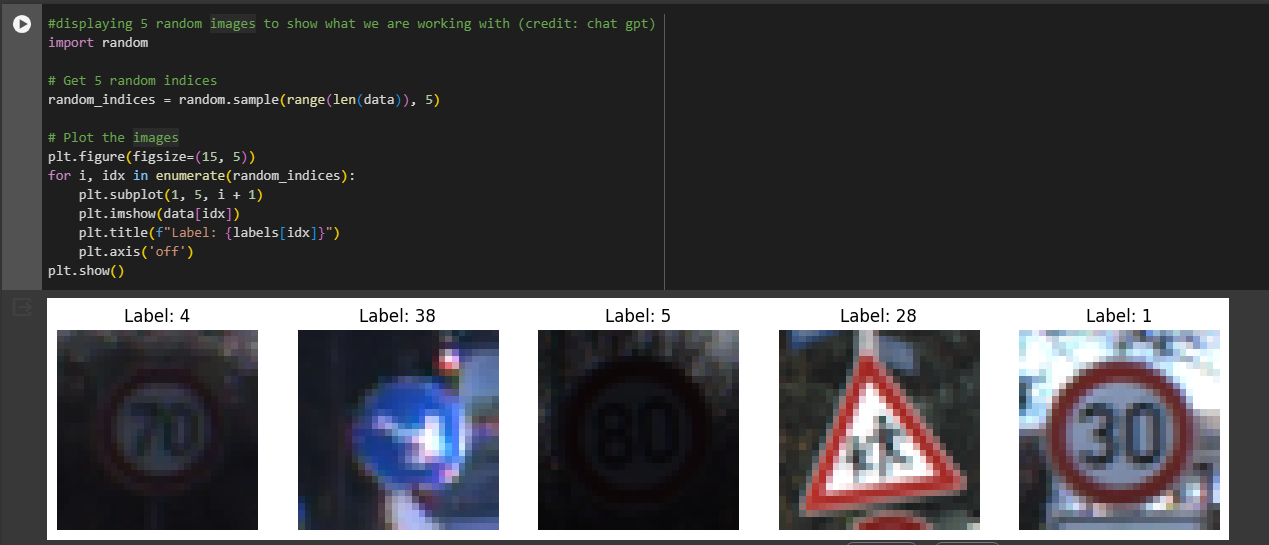 #displaying 5 random images to show what we are working with (credit: chat gpt)
import random
# Get 5 random indices
random_indices = random.sample(range(len(data)), 5)
# Plot the images
plt.figure(figsize=(15, 5))
for i, idx in enumerate(random_indices):
    plt.subplot(1, 5, i + 1)
    plt.imshow(data[idx])
    plt.title(f"Label: {labels[idx]}")
    plt.axis('off')
plt.show()
Label: 4
Label: 38
Label: 5
Label: 28
Label: 1
70
80
30